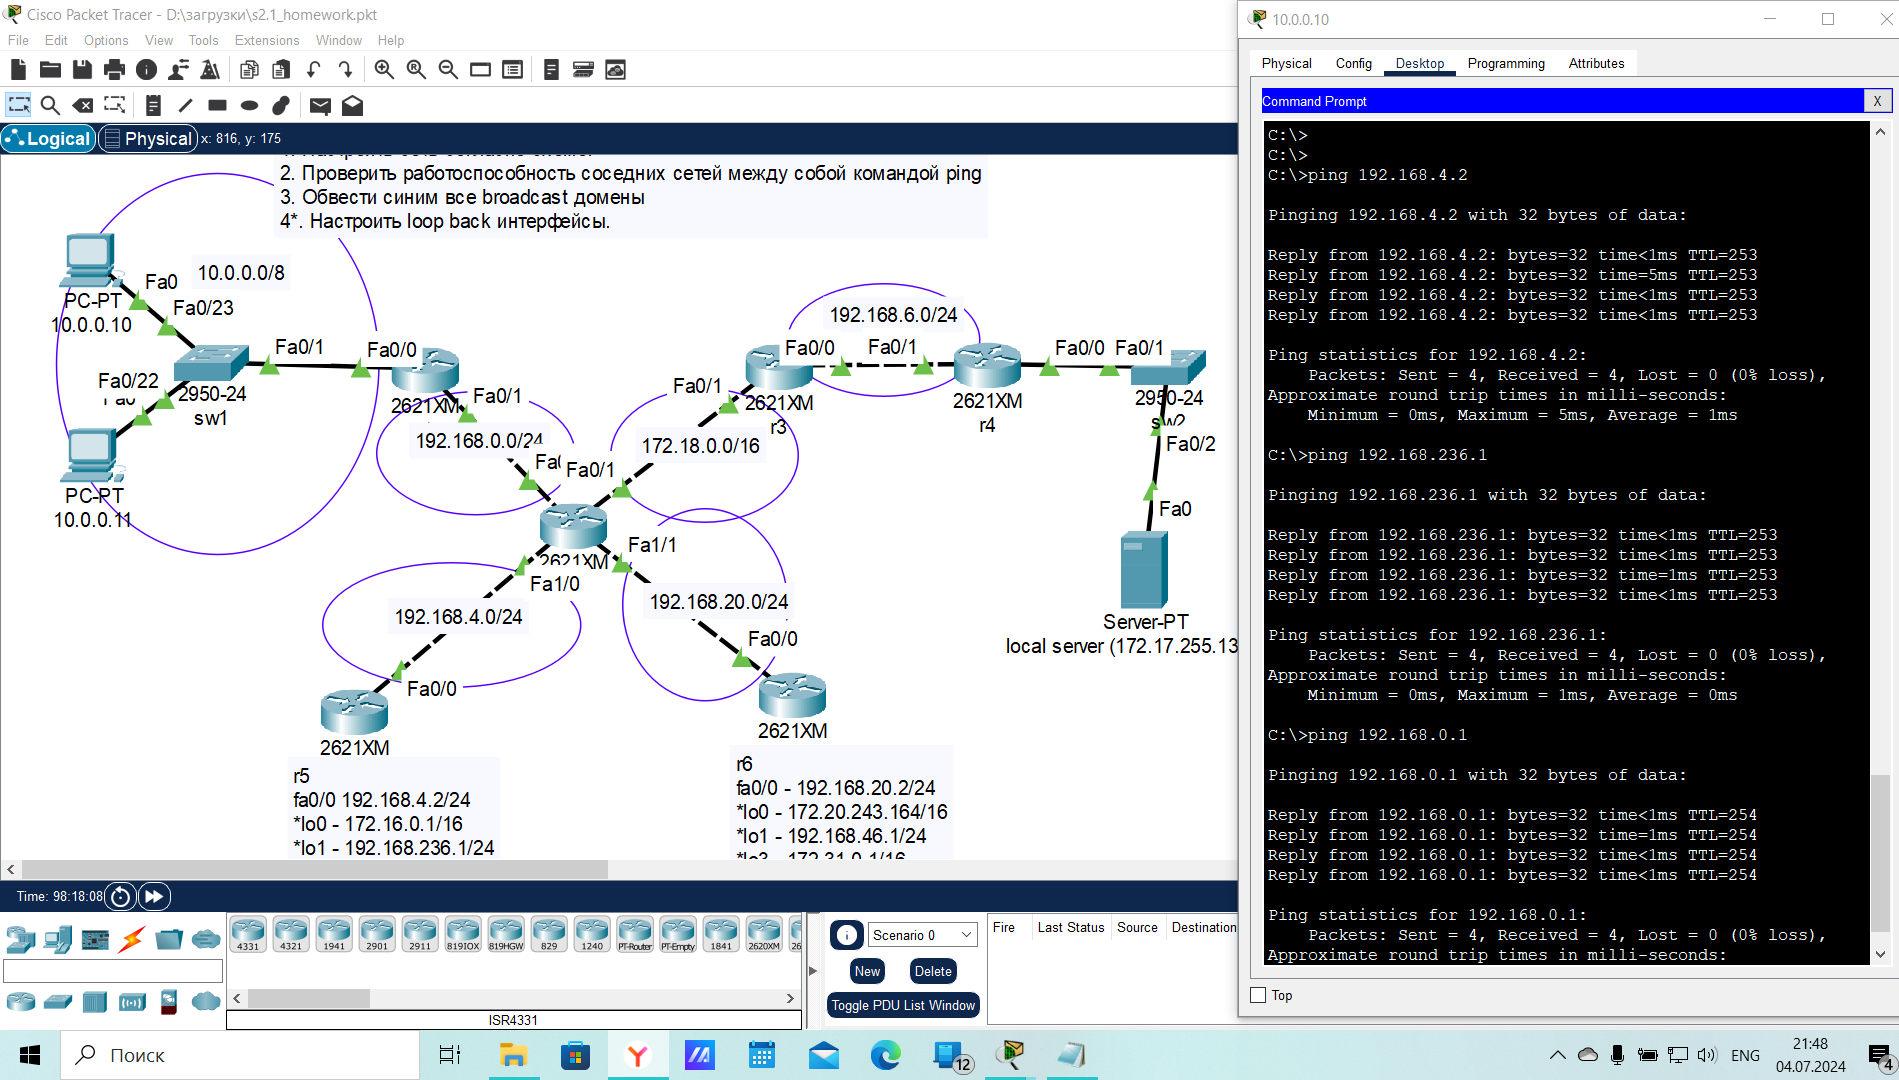 Cisco Packet Tracer - D:\загрузки\s2.1_homework.pkt
File Edit Options View Tools Extensions Window Help
Logical Physical x: 816, y: 175
2. Проверить работоспособность соседних сетей между собой командой ping
3. Обвести синим все broadcast домены
4*. Настроить loop back интерфейсы.
Fa0
10.0.0.0/8
PC-PT
10.0.0.10
Fa0/23
Fa0/1
Fa0/0
Fa0/22
2950-24
sw1
2621XM
Fa0/1
PC-PT
10.0.0.11
192.168.0.0/24
Fa0/1
192.168.6.0/24
Fa0/0
Fa0/1
Fa0/0
Fa0/1
Fa0/1
2621XM
r3
2621XM
r4
2950-24
sw2
Fa0/2
172.18.0.0/16
Fa0
2621XM
Fa1/1
Fa1/0
192.168.4.0/24
192.168.20.0/24
Fa0/0
Server-PT
local server (172.17.255.13
Fa0/0
2621XM
2621XM
r5
fa0/0 192.168.4.2/24
*lo0 - 172.16.0.1/16
*lo1 - 192.168.236.1/24
r6
fa0/0 - 192.168.20.2/24
*lo0 - 172.20.243.164/16
*lo1 - 192.168.46.1/24
*lo3 - 172.31.0.1/16
Time: 98:18:08
4331 4321 1941 2901 2911 819IOX 819HGW 829 1240 PT-Router PT-Empty 1841 2620XM
ISR4331
Scenario 0
New Delete
Toggle PDU List Window
Fire Last Status Source Destination
10.0.0.10
Physical Config Desktop Programming Attributes
Command Prompt X
C:\>
C:\>
C:\>ping 192.168.4.2
Pinging 192.168.4.2 with 32 bytes of data:
Reply from 192.168.4.2: bytes=32 time<1ms TTL=253
Reply from 192.168.4.2: bytes=32 time=5ms TTL=253
Reply from 192.168.4.2: bytes=32 time<1ms TTL=253
Reply from 192.168.4.2: bytes=32 time<1ms TTL=253
Ping statistics for 192.168.4.2:
Packets: Sent = 4, Received = 4, Lost = 0 (0% loss),
Approximate round trip times in milli-seconds:
Minimum = 0ms, Maximum = 5ms, Average = 1ms
C:\>ping 192.168.236.1
Pinging 192.168.236.1 with 32 bytes of data:
Reply from 192.168.236.1: bytes=32 time<1ms TTL=253
Reply from 192.168.236.1: bytes=32 time<1ms TTL=253
Reply from 192.168.236.1: bytes=32 time=1ms TTL=253
Reply from 192.168.236.1: bytes=32 time<1ms TTL=253
Ping statistics for 192.168.236.1:
Packets: Sent = 4, Received = 4, Lost = 0 (0% loss),
Approximate round trip times in milli-seconds:
Minimum = 0ms, Maximum = 1ms, Average = 0ms
C:\>ping 192.168.0.1
Pinging 192.168.0.1 with 32 bytes of data:
Reply from 192.168.0.1: bytes=32 time<1ms TTL=254
Reply from 192.168.0.1: bytes=32 time<1ms TTL=254
Reply from 192.168.0.1: bytes=32 time<1ms TTL=254
Reply from 192.168.0.1: bytes=32 time<1ms TTL=254
Ping statistics for 192.168.0.1:
Packets: Sent = 4, Received = 4, Lost = 0 (0% loss),
Approximate round trip times in milli-seconds:
Top
Поиск
12
ENG
21:48
04.07.2024
4